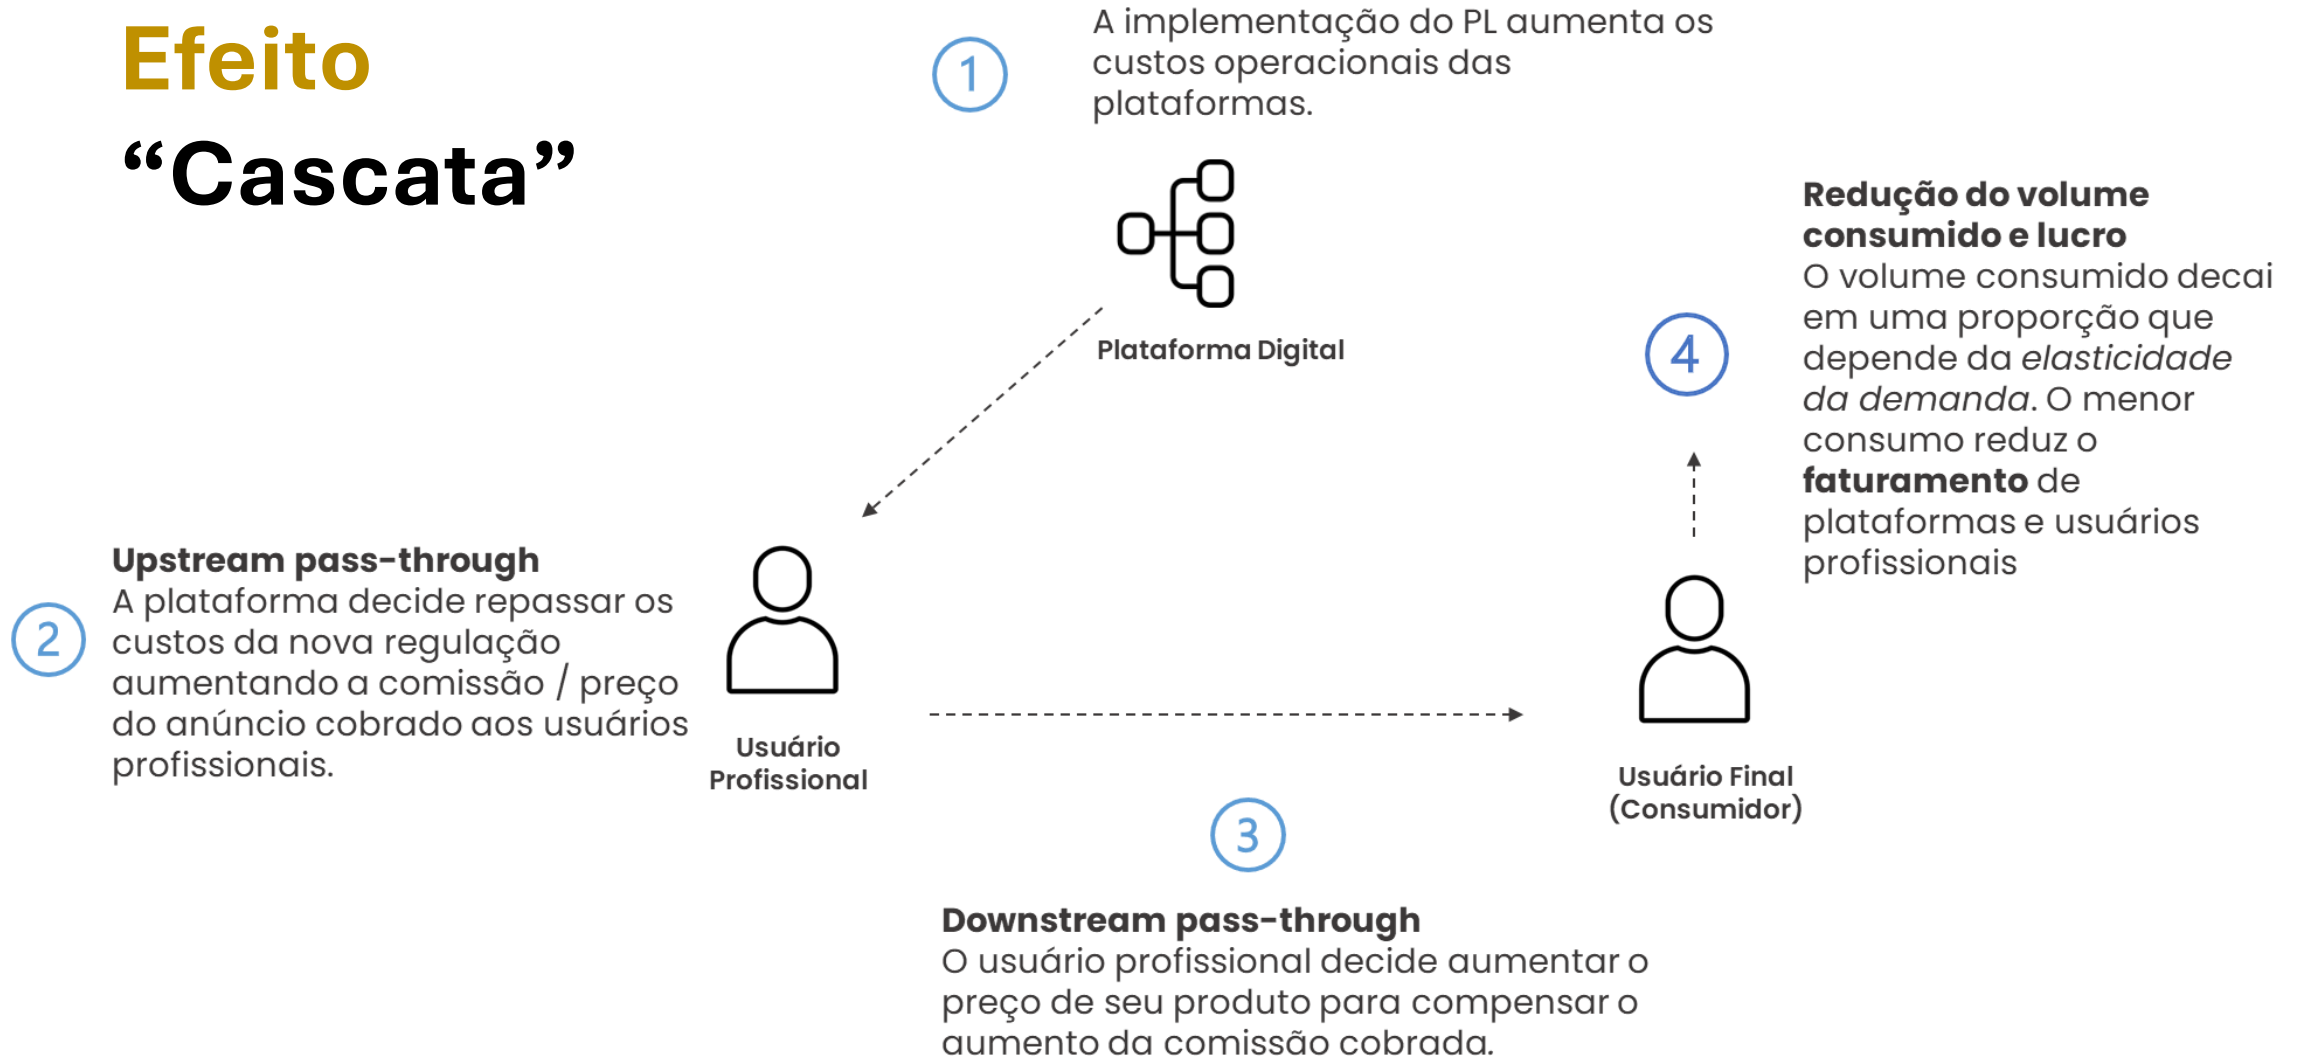 Efeito
“Cascata”
1
A implementação do PL aumenta os
custos operacionais das
plataformas.
Plataforma Digital
2
Upstream pass-through
A plataforma decide repassar os
custos da nova regulação
aumentando a comissão / preço
do anúncio cobrado aos usuários
profissionais.
Usuário
Profissional
3
Downstream pass-through
O usuário profissional decide aumentar o
preço de seu produto para compensar o
aumento da comissão cobrada.
Usuário Final
(Consumidor)
4
Redução do volume
consumido e lucro
O volume consumido decai
em uma proporção que
depende da elasticidade
da demanda. O menor
consumo reduz o
faturamento de
plataformas e usuários
profissionais